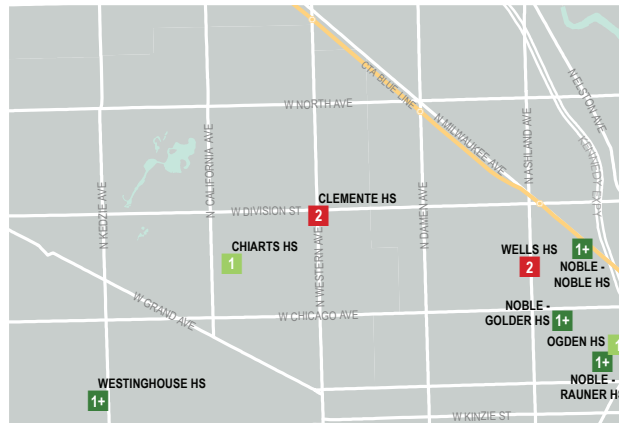 CTA BLUE LINE
N ELSTON AVE
W NORTH AVE
N MILWAUKEE AVE
N ASHLAND AVE
KENNEDY EXPY
N KEDZIE AVE
N CALIFORNIA AVE
CLEMENTE HS
2
W DIVISION ST
N WESTERN AVE
N DAMEN AVE
CHIARTS HS
1
WELLS HS
2
1+
NOBLE -
NOBLE HS
W GRAND AVE
W CHICAGO AVE
NOBLE -
GOLDER HS
1+
OGDEN HS
1
1+
NOBLE -
RAUNER HS
WESTINGHOUSE HS
1+
W KINZIE ST